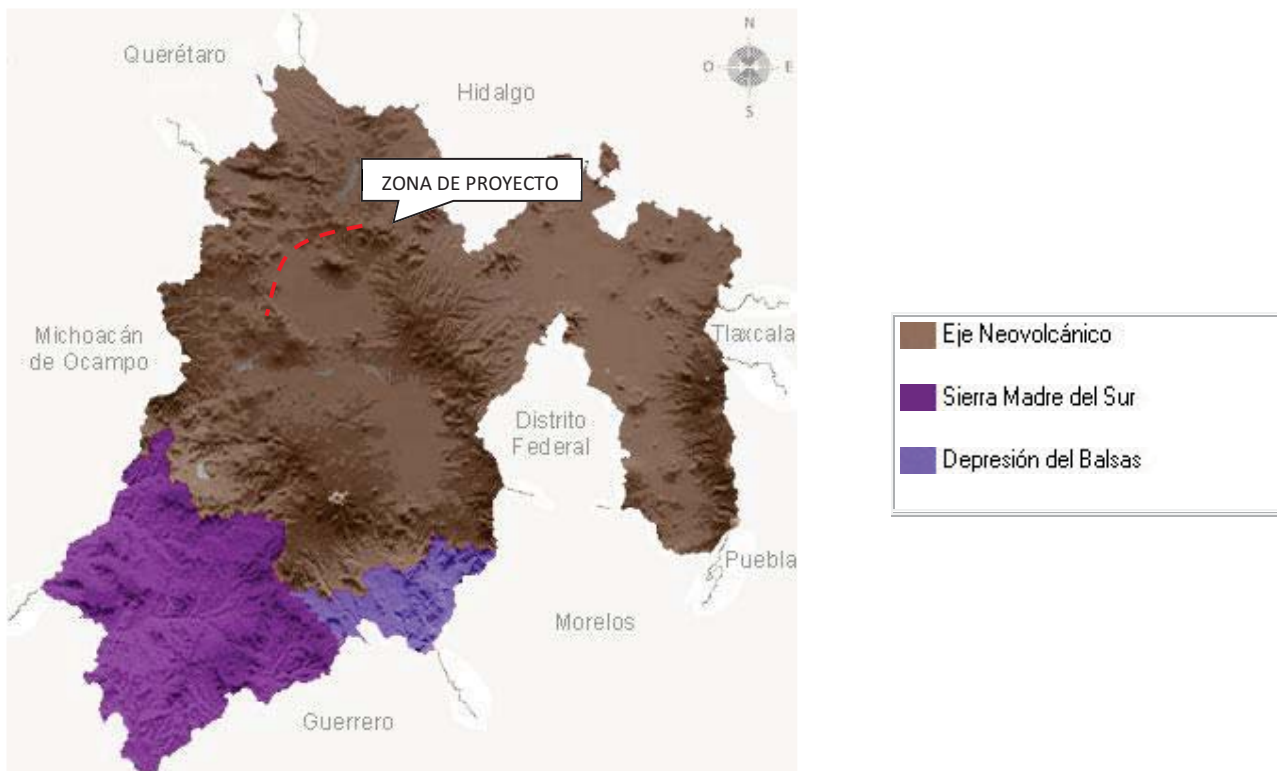 Querétaro
N
O
E
S
Hidalgo
ZONA DE PROYECTO
Michoacán
de Ocampo
Tlaxcala
Distrito
Federal
Puebla
Morelos
Guerrero
Eje Neovolcánico
Sierra Madre del Sur
Depresión del Balsas